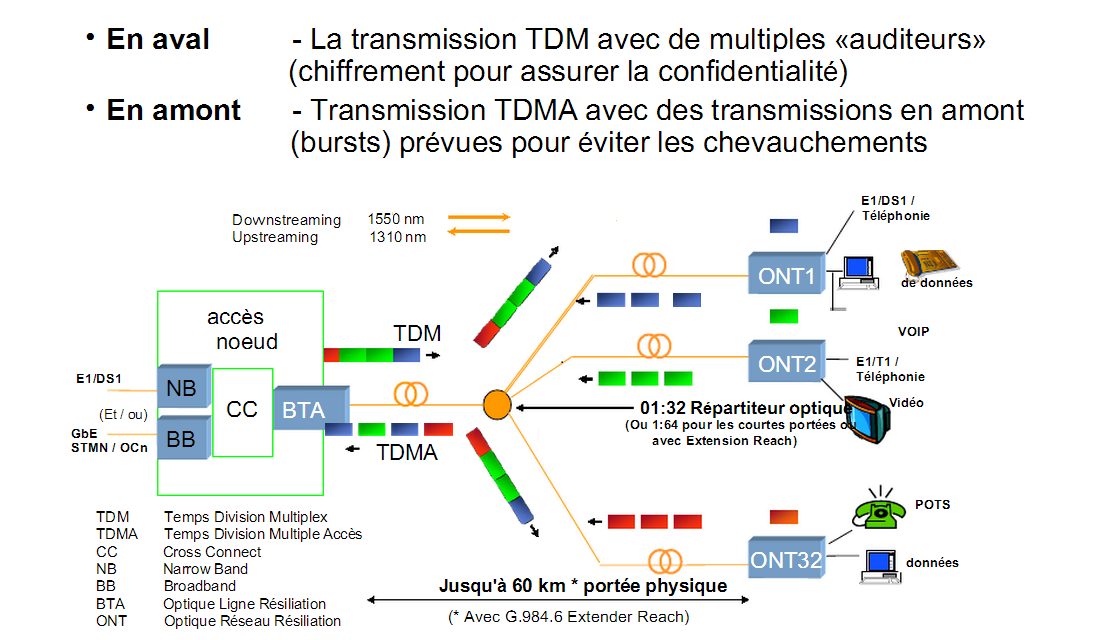 • En aval - La transmission TDM avec de multiples «auditeurs»
(chiffrement pour assurer la confidentialité)
• En amont - Transmission TDMA avec des transmissions en amont
(bursts) prévues pour éviter les chevauchements
Downstreaming 1550 nm
Upstreaming 1310 nm
E1/DS1 /
Téléphonie
ONT1
de données
accès
noeud
TDM
VOIP
ONT2
E1/T1 /
Téléphonie
E1/DS1
NB
(Et / ou)
CC
BTA
GbE
STMN / OCn
BB
TDMA
01:32 Répartiteur optique
(Ou 1:64 pour les courtes portées ou
avec Extension Reach)
Vidéo
POTS
ONT32
données
Jusqu'à 60 km * portée physique
(* Avec G.984.6 Extender Reach)
TDM Temps Division Multiplex
TDMA Temps Division Multiple Accès
CC Cross Connect
NB Narrow Band
BB Broadband
BTA Optique Ligne Résiliation
ONT Optique Réseau Résiliation